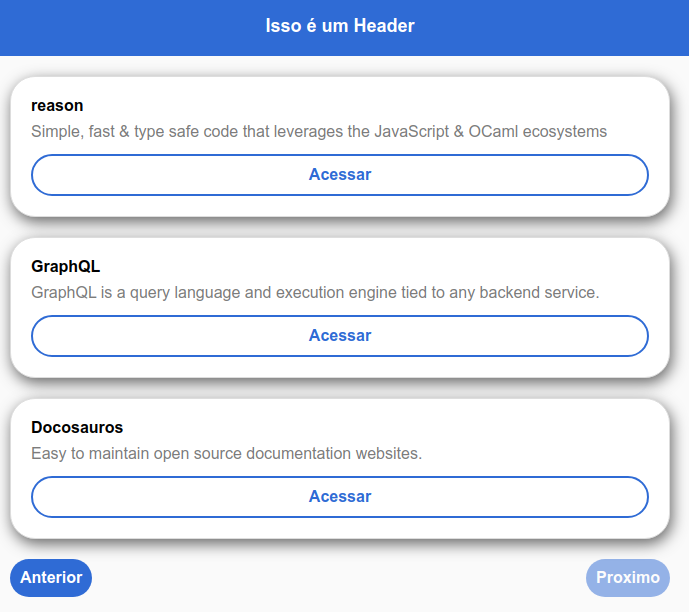 Isso é um Header
reason
Simple, fast & type safe code that leverages the JavaScript & OCaml ecosystems
Acessar
GraphQL
GraphQL is a query language and execution engine tied to any backend service.
Acessar
Docosauros
Easy to maintain open source documentation websites.
Acessar
Anterior
Proximo